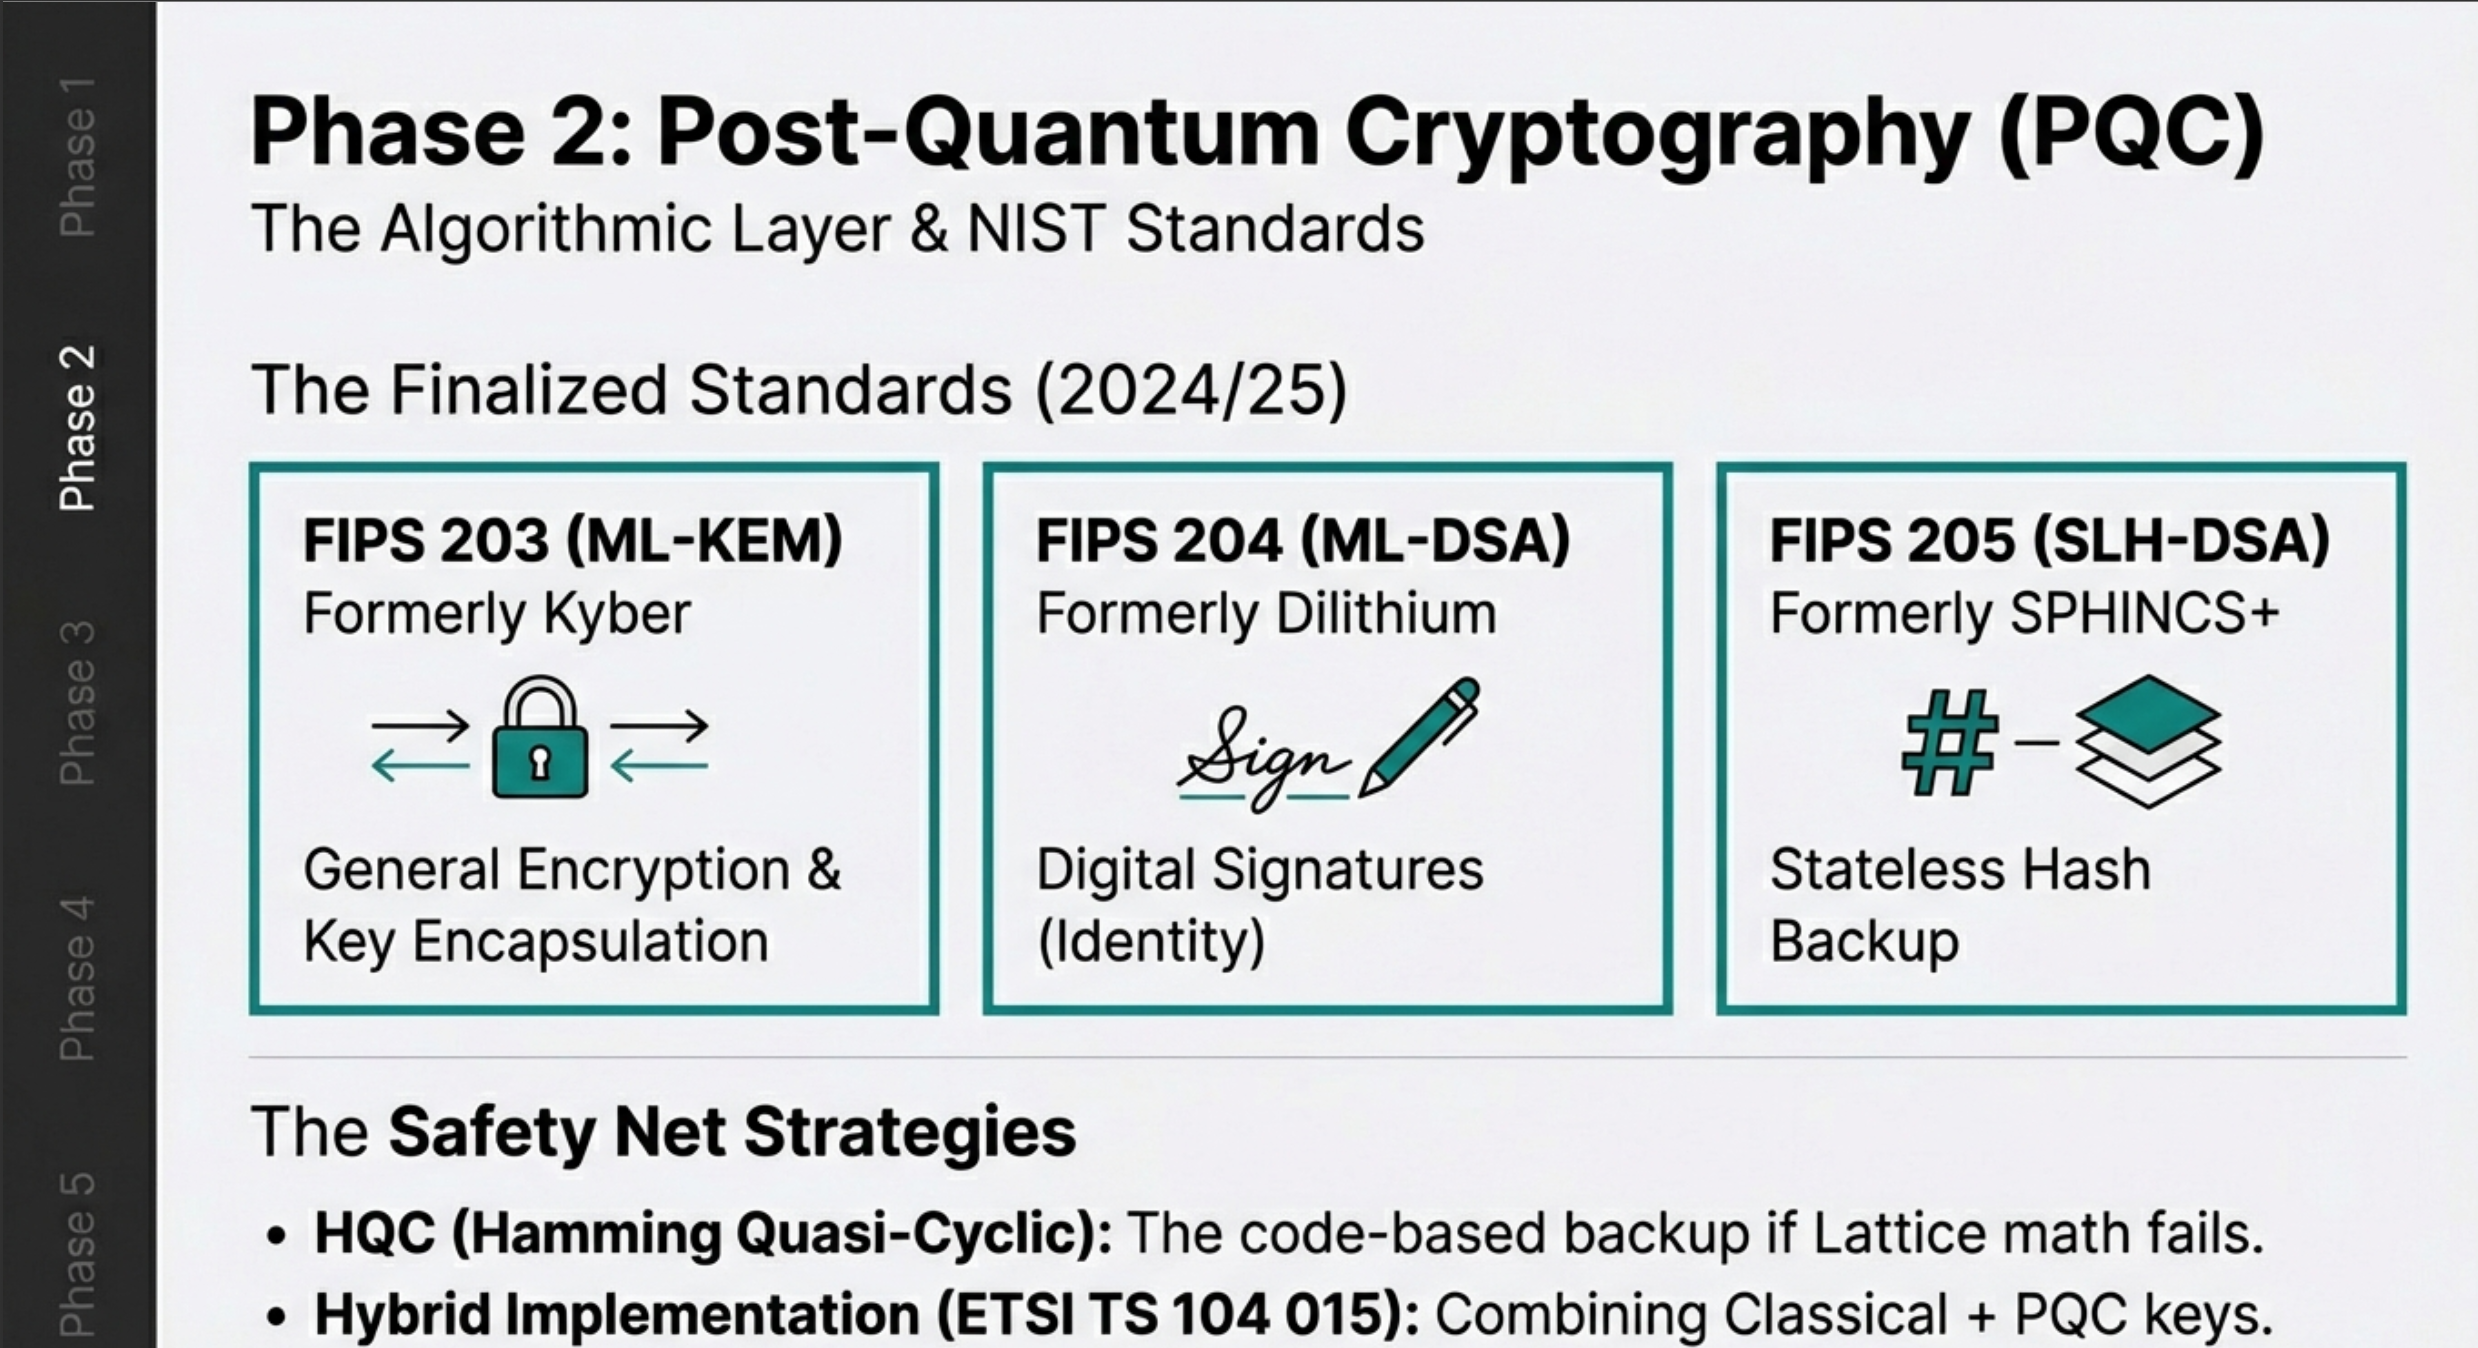 Phase 1
Phase 2
Phase 3
Phase 4
Phase 5
Phase 2: Post-Quantum Cryptography (PQC)
The Algorithmic Layer & NIST Standards
The Finalized Standards (2024/25)
FIPS 203 (ML-KEM)
Formerly Kyber
General Encryption &
Key Encapsulation
FIPS 204 (ML-DSA)
Formerly Dilithium
Sign
Digital Signatures
(Identity)
FIPS 205 (SLH-DSA)
Formerly SPHINCS+
#
Stateless Hash
Backup
The Safety Net Strategies
• HQC (Hamming Quasi-Cyclic): The code-based backup if Lattice math fails.
• Hybrid Implementation (ETSI TS 104 015): Combining Classical + PQC keys.